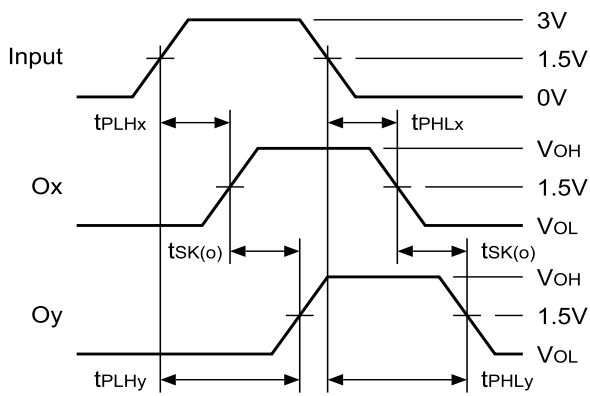 3V
Input
1.5V
0V
tPLHx
tPHLx
VOH
Ox
1.5V
VOL
tSK(o)
tSK(o)
VOH
Oy
1.5V
VOL
tPLHy
tPHLy